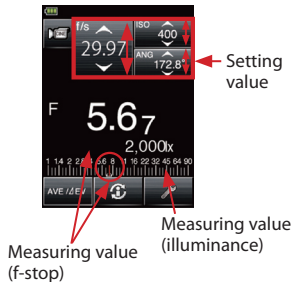 f/s
29.97
ISO
400
ANG
172.8°
Setting
value
F 5.67
2,000lx
1 1.4 2 2.8 4 5.6 8 11 16 22 32 45 64 90
AVE /ΔEV
Measuring value
(illuminance)
Measuring value
(f-stop)